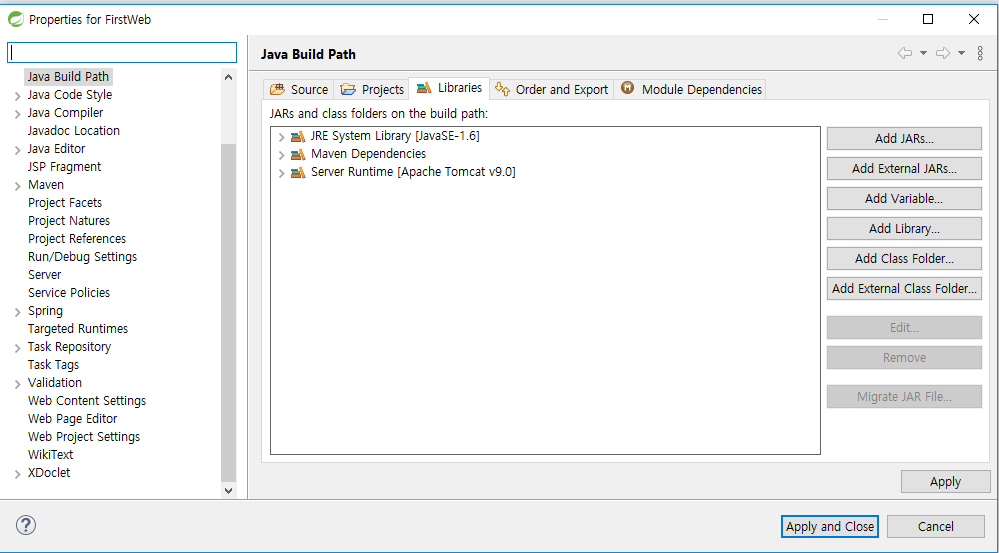 Properties for FirstWeb
Java Build Path
Java Code Style
Java Compiler
Javadoc Location
Java Editor
JSP Fragment
Maven
Project Facets
Project Natures
Project References
Run/Debug Settings
Server
Service Policies
Spring
Targeted Runtimes
Task Repository
Task Tags
Validation
Web Content Settings
Web Page Editor
Web Project Settings
WikiText
XDoclet
Java Build Path
Source Projects Libraries Order and Export Module Dependencies
JARs and class folders on the build path:
JRE System Library [JavaSE-1.6]
Maven Dependencies
Server Runtime [Apache Tomcat v9.0]
Add JARs...
Add External JARs...
Add Variable...
Add Library...
Add Class Folder...
Add External Class Folder...
Edit...
Remove
Migrate JAR File...
Apply
Apply and Close Cancel